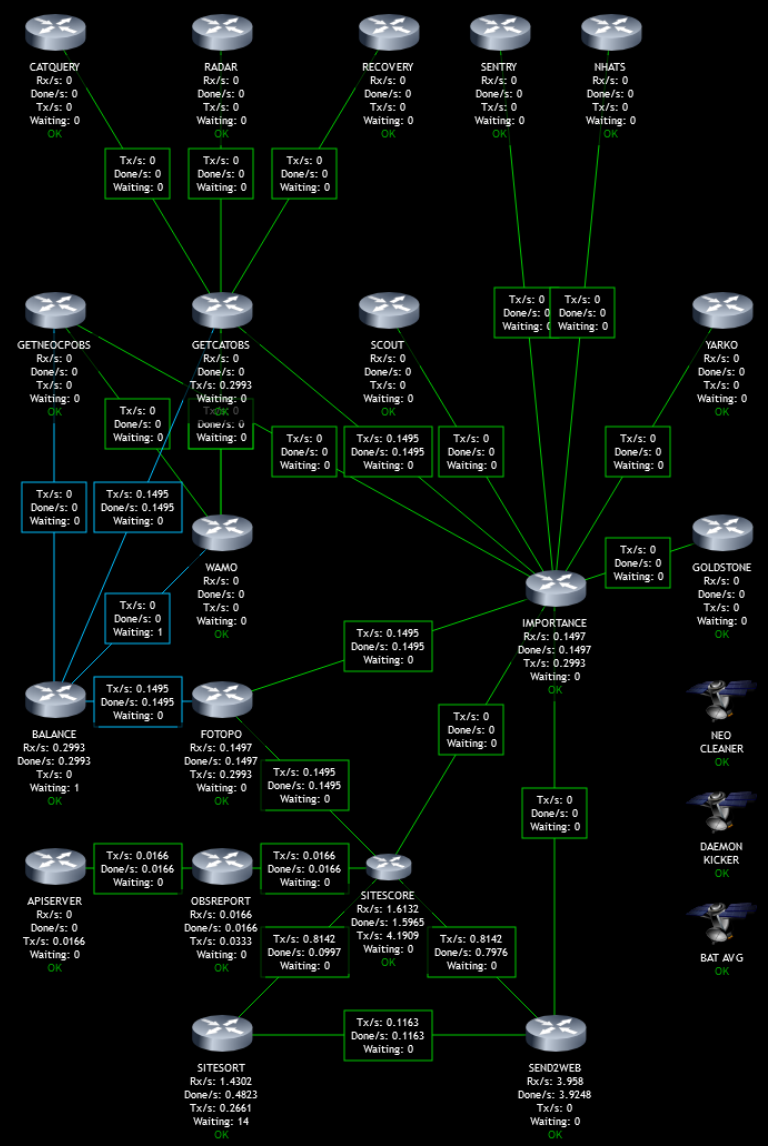 CATQUERY
Rx/s: 0
Done/s: 0
Tx/s: 0
Waiting: 0
OK
RADAR
Rx/s: 0
Done/s: 0
Tx/s: 0
Waiting: 0
OK
RECOVERY
Rx/s: 0
Done/s: 0
Tx/s: 0
Waiting: 0
OK
SENTRY
Rx/s: 0
Done/s: 0
Tx/s: 0
Waiting: 0
OK
NHATS
Rx/s: 0
Done/s: 0
Tx/s: 0
Waiting: 0
OK
Tx/s: 0
Done/s: 0
Waiting: 0
Tx/s: 0
Done/s: 0
Waiting: 0
Tx/s: 0
Done/s: 0
Waiting: 0
Tx/s: 0
Done/s: 0
Waiting: 0
Tx/s: 0
Done/s: 0
Waiting: 0
GETNEOCPOBS
Rx/s: 0
Done/s: 0
Tx/s: 0
Waiting: 0
OK
GETCATOBS
Rx/s: 0
Done/s: 0
Tx/s: 0.2993
Waiting: 0
OK
SCOUT
Rx/s: 0
Done/s: 0
Tx/s: 0
Waiting: 0
OK
YARKO
Rx/s: 0
Done/s: 0
Tx/s: 0
Waiting: 0
OK
Tx/s: 0
Done/s: 0
Waiting: 0
Tx/s: 0
Done/s: 0
Waiting: 0
Tx/s: 0
Done/s: 0
Waiting: 0
Tx/s: 0.1495
Done/s: 0.1495
Waiting: 0
Tx/s: 0
Done/s: 0
Waiting: 0
Tx/s: 0
Done/s: 0
Waiting: 0
Tx/s: 0
Done/s: 0
Waiting: 0
Tx/s: 0.1495
Done/s: 0.1495
Waiting: 0
WAMO
Rx/s: 0
Done/s: 0
Tx/s: 0
Waiting: 0
OK
Tx/s: 0
Done/s: 0
Waiting: 0
GOLDSTONE
Rx/s: 0
Done/s: 0
Tx/s: 0
Waiting: 0
OK
Tx/s: 0
Done/s: 0
Waiting: 1
IMPORTANCE
Rx/s: 0.1497
Done/s: 0.1497
Tx/s: 0.2993
Waiting: 0
OK
Tx/s: 0.1495
Done/s: 0.1495
Waiting: 0
Tx/s: 0.1495
Done/s: 0.1495
Waiting: 0
BALANCE
Rx/s: 0.2993
Done/s: 0.2993
Tx/s: 0
Waiting: 1
OK
FOTOPO
Rx/s: 0.1497
Done/s: 0.1497
Tx/s: 0.2993
Waiting: 0
OK
Tx/s: 0
Done/s: 0
Waiting: 0
NEO
CLEANER
OK
Tx/s: 0.1495
Done/s: 0.1495
Waiting: 0
Tx/s: 0
Done/s: 0
Waiting: 0
DAEMON
KICKER
OK
Tx/s: 0.0166
Done/s: 0.0166
Waiting: 0
Tx/s: 0.0166
Done/s: 0.0166
Waiting: 0
APISERVER
Rx/s: 0
Done/s: 0
Tx/s: 0.0166
Waiting: 0
OK
OBSREPORT
Rx/s: 0.0166
Done/s: 0.0166
Tx/s: 0.0333
Waiting: 0
OK
SITESCORE
Rx/s: 1.6132
Done/s: 1.5965
Tx/s: 4.1909
Waiting: 0
OK
BAT AVG
OK
Tx/s: 0.8142
Done/s: 0.0997
Waiting: 0
Tx/s: 0.8142
Done/s: 0.7976
Waiting: 0
Tx/s: 0.1163
Done/s: 0.1163
Waiting: 0
SITESORT
Rx/s: 1.4302
Done/s: 0.4823
Tx/s: 0.2661
Waiting: 14
OK
SEND2WEB
Rx/s: 3.958
Done/s: 3.9248
Tx/s: 0
Waiting: 0
OK